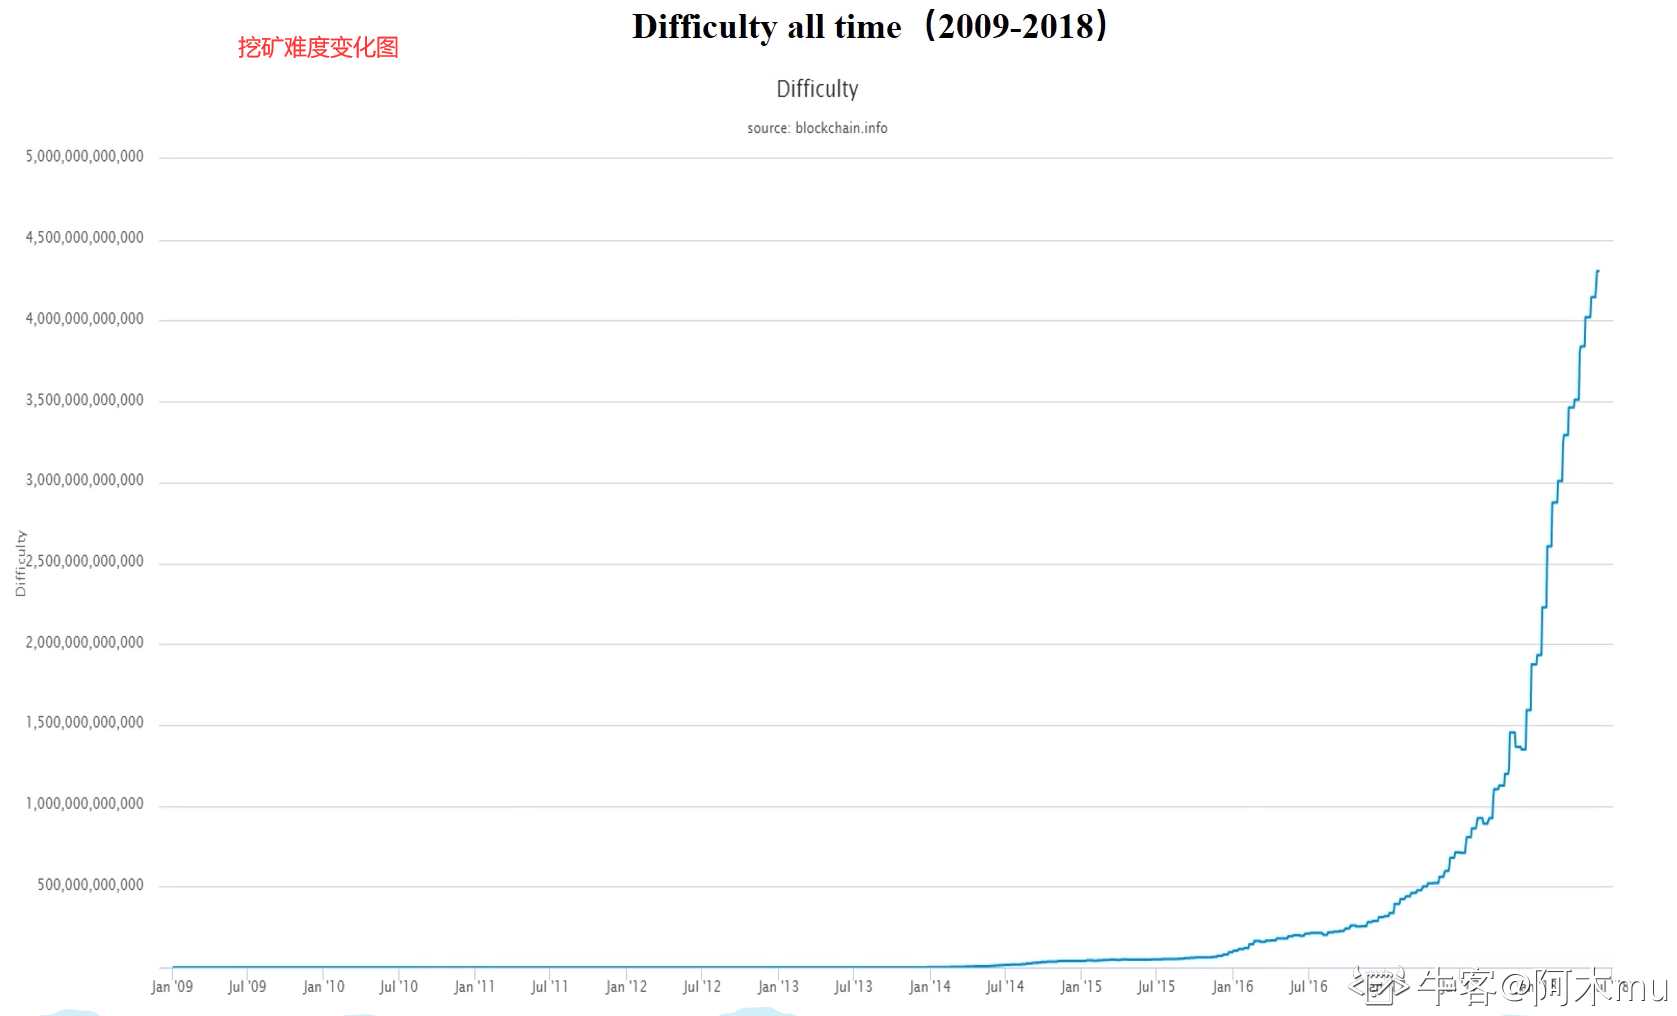 Difficulty all time（2009-2018）
挖矿难度变化图
Difficulty
source: blockchain.info
5,000,000,000,000
4,500,000,000,000
4,000,000,000,000
3,500,000,000,000
3,000,000,000,000
Difficulty
2,500,000,000,000
2,000,000,000,000
1,500,000,000,000
1,000,000,000,000
500,000,000,000
Jan '09 Jul '09 Jan '10 Jul '10 Jan '11 Jul '11 Jan '12 Jul '12 Jan '13 Jul '13 Jan '14 Jul '14 Jan '15 Jul '15 Jan '16 Jul '16
牛客@阿木mu